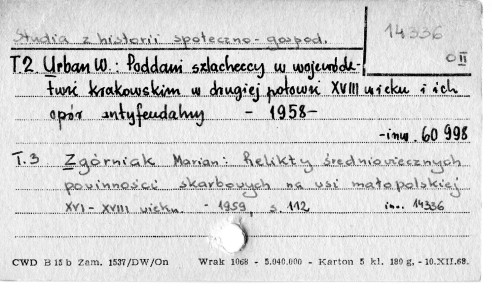 Studia z historii społeczno-gospod.
14336
O II
T.2 Urban W.: Poddani szlacheccy w wojewódz-
twie krakowskim w drugiej połowie XVIII wieku i ich
opór antyfeudalny - 1958-
-inw. 60 998
T.3 Zgórniak Marian: Relikty średniowiecznych
powinności skarbowych na wsi małopolskiej
XVI-XVIII wieku. - 1959, s. 112 in.. 14336
CWD B 15 b Zam. 1537/DW/On Wrak 1068 - 5.040.000 - Karton 5 kl. 180 g. -10.XII.68.